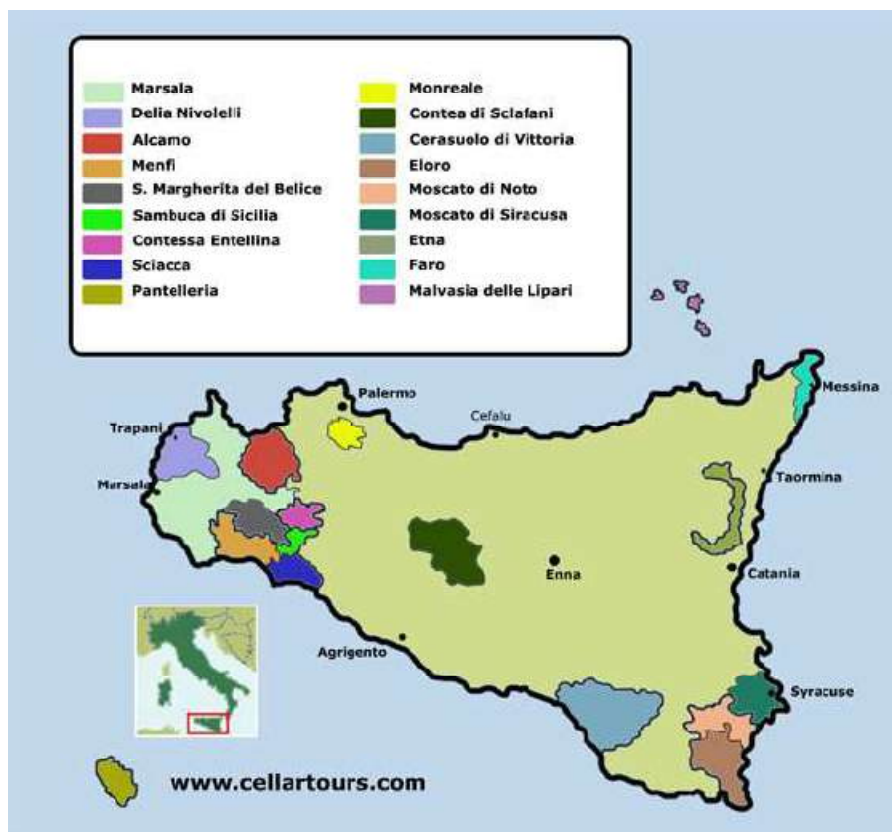 Marsala
Delia Nivolelli
Alcamo
Menfi
S. Margherita del Belice
Sambuca di Sicilia
Contessa Entellina
Sciacca
Pantelleria
Monreale
Contea di Sclafani
Cerasuolo di Vittoria
Eloro
Moscato di Noto
Moscato di Siracusa
Etna
Faro
Malvasia delle Lipari
Palermo
Messina
Cefalu
Trapani
Taormina
Marsala
Enna
Catania
Agrigento
Syracuse
www.cellartours.com